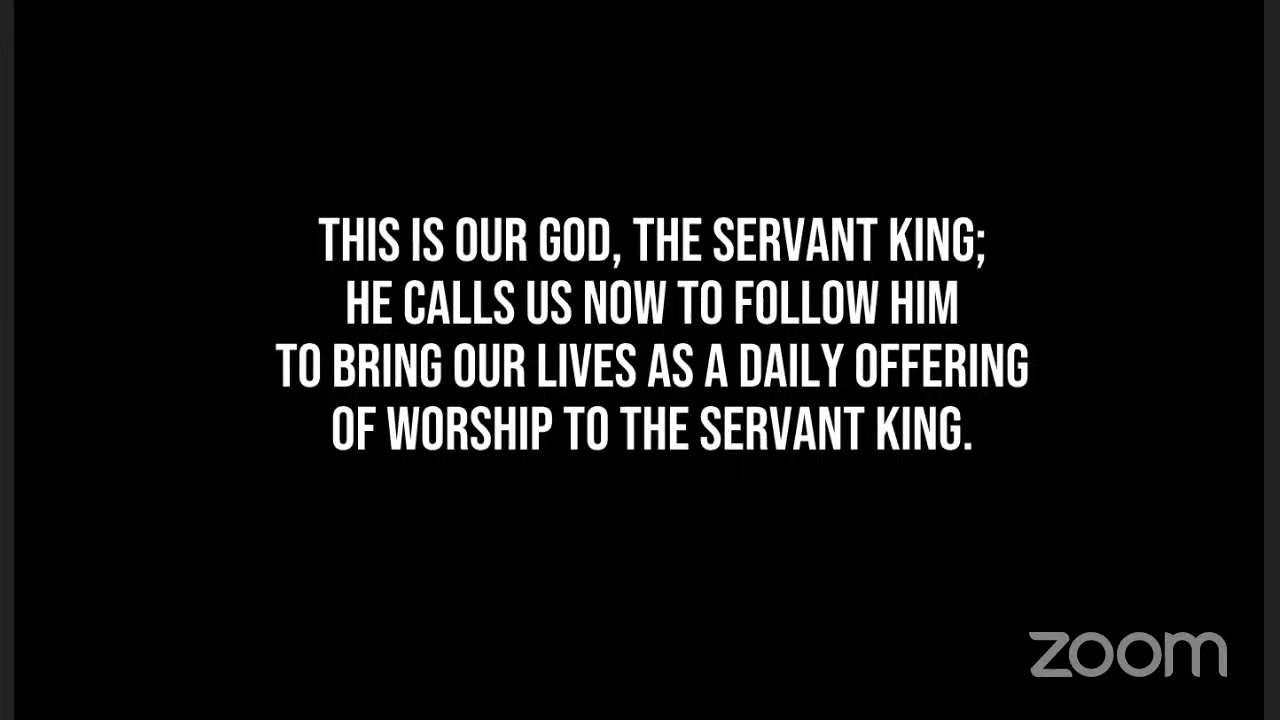 THIS IS OUR GOD, THE SERVANT KING;
HE CALLS US NOW TO FOLLOW HIM
TO BRING OUR LIVES AS A DAILY OFFERING
OF WORSHIP TO THE SERVANT KING.
zoom